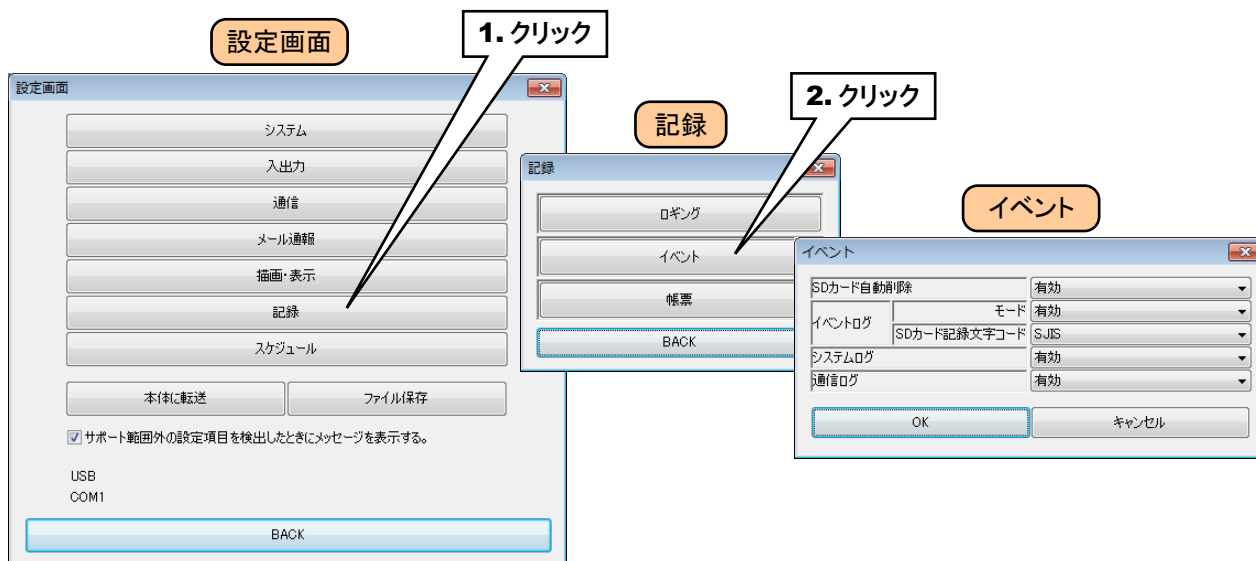 設定画面
1. クリック
設定画面
システム
入出力
通信
メール通報
描画・表示
記録
スケジュール
本体に転送
ファイル保存
サポート範囲外の設定項目を検出したときにメッセージを表示する。
USB
COM1
BACK
記録
2. クリック
記録
ロギング
イベント
帳票
BACK
イベント
イベント
SDカード自動削除 有効
イベントログ モード 有効
SDカード記録文字コード SJIS
システムログ 有効
通信ログ 有効
OK キャンセル